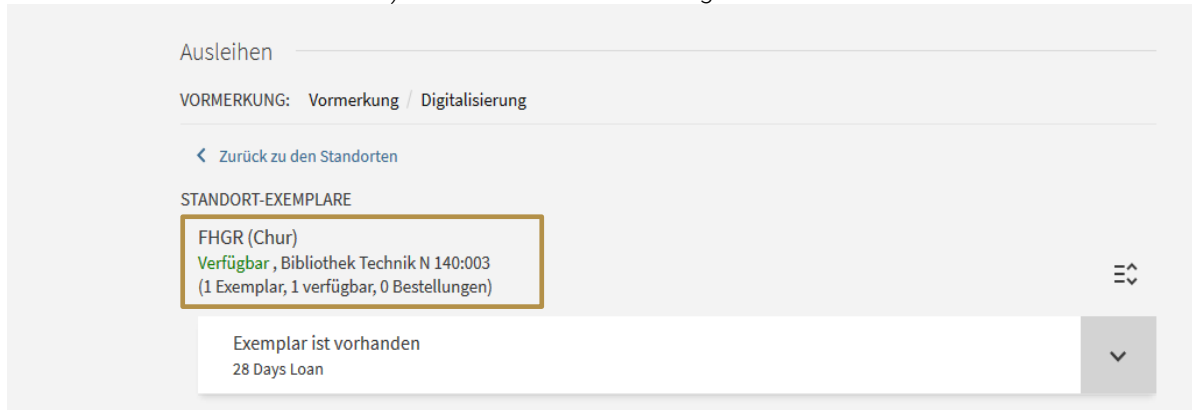 Ausleihen
VORMERKUNG: Vormerkung / Digitalisierung
Zurück zu den Standorten
STANDORT-EXEMPLARE
FHGR (Chur)
Verfügbar , Bibliothek Technik N 140:003
(1 Exemplar, 1 verfügbar, 0 Bestellungen)
Exemplar ist vorhanden
28 Days Loan